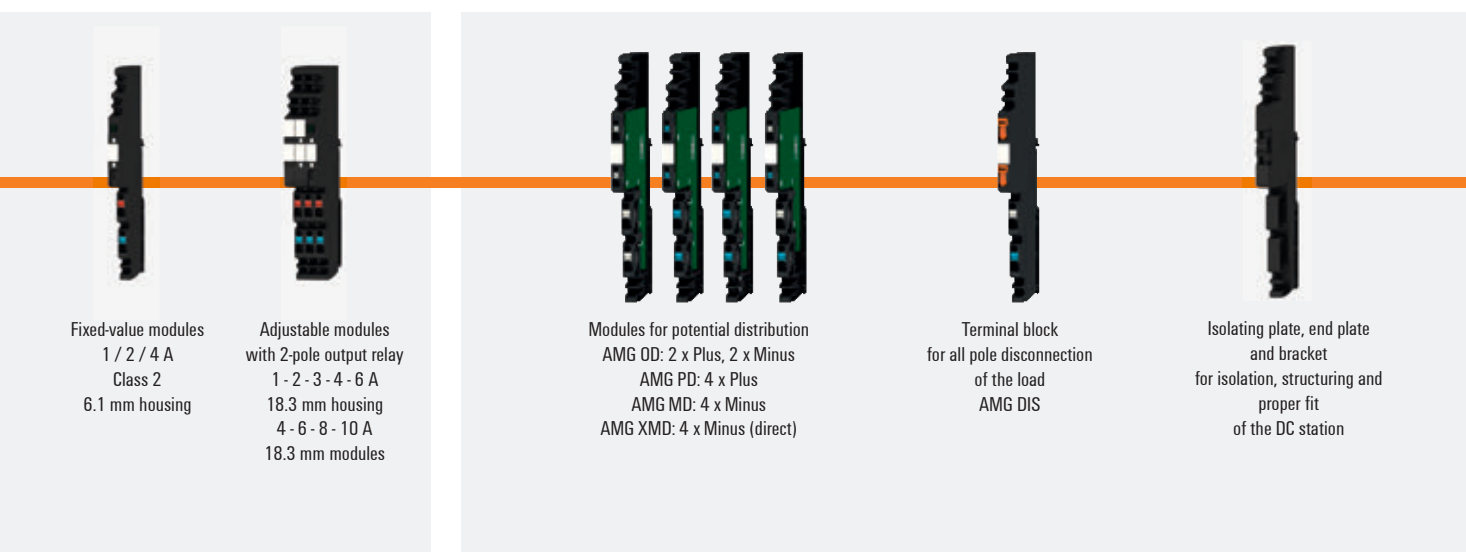 Fixed-value modules
1 / 2 / 4 A
Class 2
6.1 mm housing
Adjustable modules
with 2-pole output relay
1 - 2 - 3 - 4 - 6 A
18.3 mm housing
4 - 6 - 8 - 10 A
18.3 mm modules
Modules for potential distribution
AMG OD: 2 x Plus, 2 x Minus
AMG PD: 4 x Plus
AMG MD: 4 x Minus
AMG XMD: 4 x Minus (direct)
Terminal block
for all pole disconnection
of the load
AMG DIS
Isolating plate, end plate
and bracket
for isolation, structuring and
proper fit
of the DC station